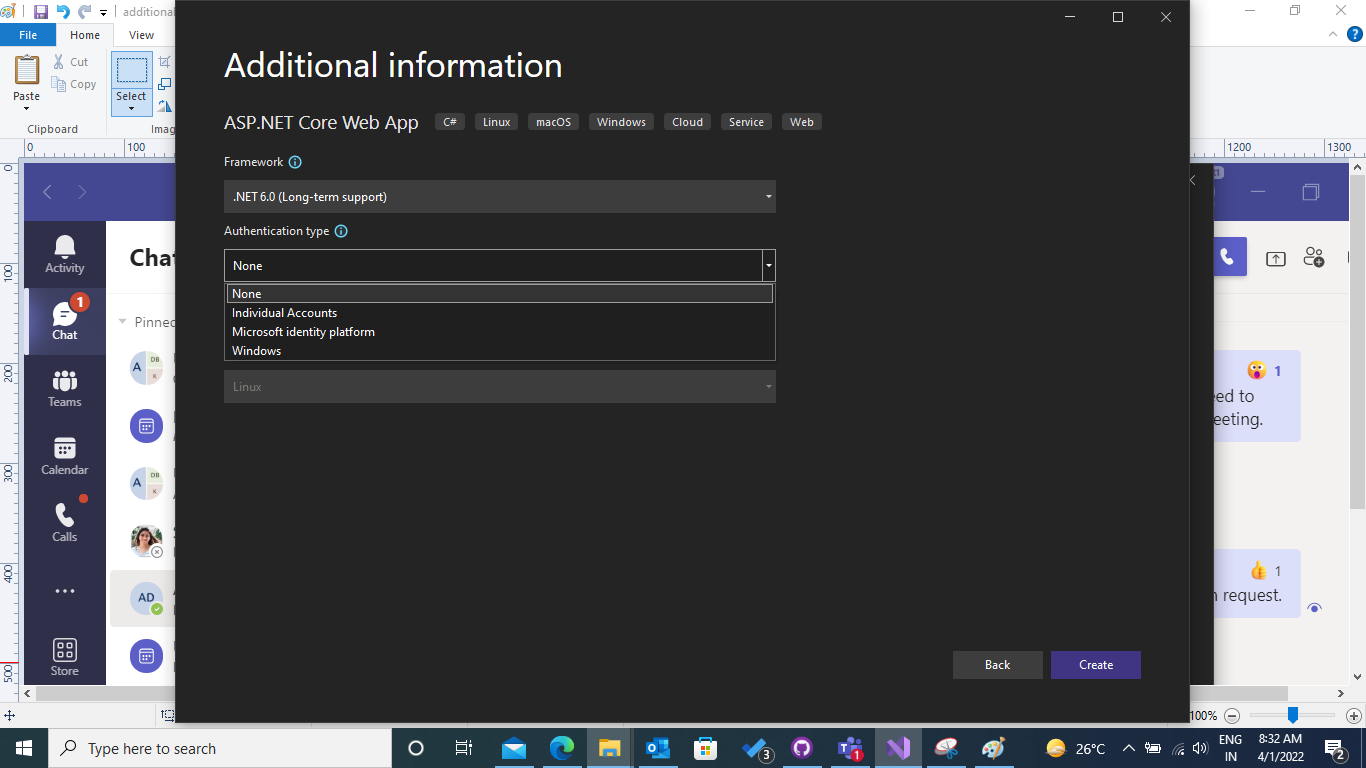 additional
File
Home
View
Paste
Cut
Copy
Select
Clipboard
Imag
0
100
1200
1300
0
100
200
300
400
500
Additional information
ASP.NET Core Web App
C#
Linux
macOS
Windows
Cloud
Service
Web
Framework
.NET 6.0 (Long-term support)
Authentication type
None
None
Individual Accounts
Microsoft identity platform
Windows
Linux
Back
Create
Activity
1
Chat
Teams
Calendar
Calls
Store
Chat
Pinned
A
DB
K
A
DB
K
AD
1
eed to
eeting.
1
request.
100%
Type here to search
3
1
26°C
ENG
IN
8:32 AM
4/1/2022
2